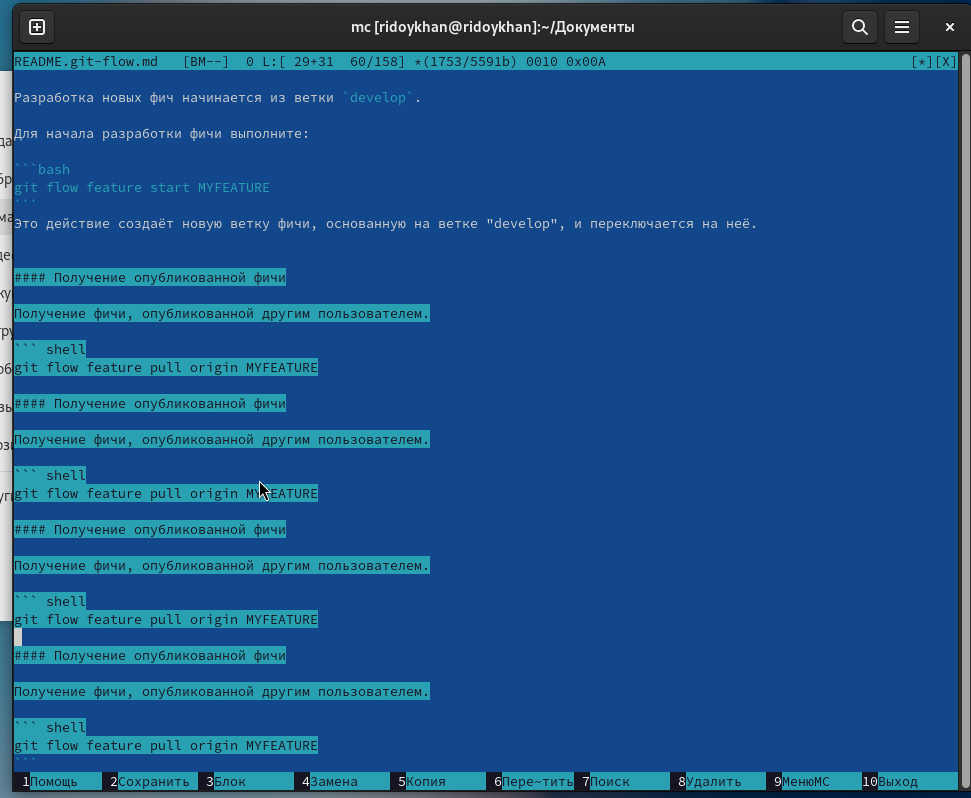 mc [ridoykhan@ridoykhan]:~/Документы
README.git-flow.md [BM--] 0 L:[ 29+31 60/158] *(1753/5591b) 0010 0x00A [*][X]
Разработка новых фич начинается из ветки `develop`.
Для начала разработки фичи выполните:
```bash
git flow feature start MYFEATURE
```
Это действие создаёт новую ветку фичи, основанную на ветке "develop", и переключается на неё.
#### Получение опубликованной фичи
Получение фичи, опубликованной другим пользователем.
``` shell
git flow feature pull origin MYFEATURE
#### Получение опубликованной фичи
Получение фичи, опубликованной другим пользователем.
``` shell
git flow feature pull origin MYFEATURE
#### Получение опубликованной фичи
Получение фичи, опубликованной другим пользователем.
``` shell
git flow feature pull origin MYFEATURE
#### Получение опубликованной фичи
Получение фичи, опубликованной другим пользователем.
``` shell
git flow feature pull origin MYFEATURE
```
1Помощь 2Сохранить 3Блок 4Замена 5Копия 6Пере~тить 7Поиск 8Удалить 9МенюMC 10Выход